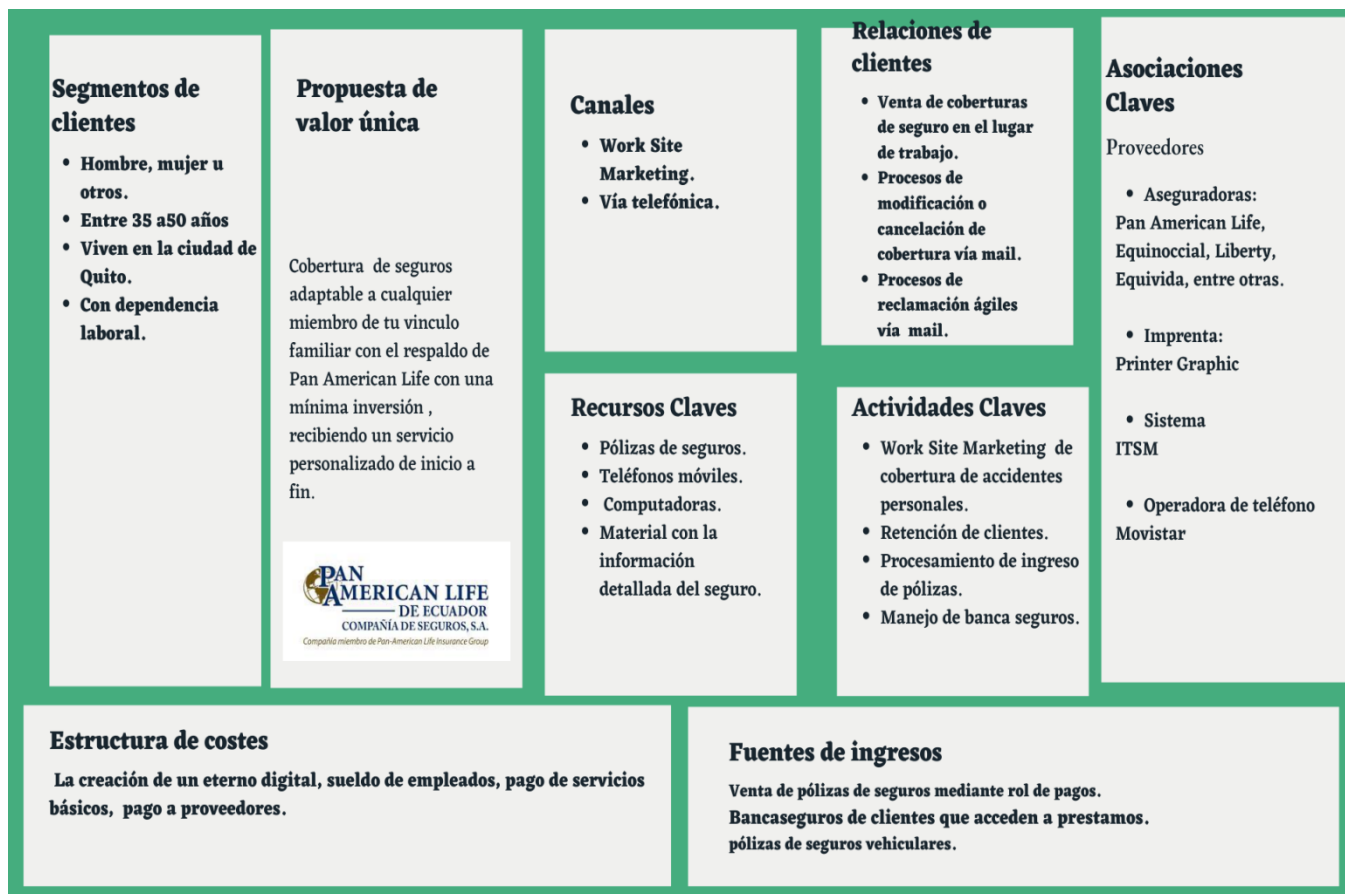 Segmentos de
clientes
• Hombre, mujer u
otros.
• Entre 35 a50 años
• Viven en la ciudad de
Quito.
• Con dependencia
laboral.
Propuesta de
valor única
Cobertura de seguros
adaptable a cualquier
miembro de tu vinculo
familiar con el respaldo de
Pan American Life con una
mínima inversión ,
recibiendo un servicio
personalizado de inicio a
fin.
PAN
AMERICAN LIFE
DE ECUADOR
COMPAÑÍA DE SEGUROS, S.A.
Compañía miembro de Pan-American Life Insurance Group
Canales
• Work Site
Marketing.
• Vía telefónica.
Relaciones de
clientes
• Venta de coberturas
de seguro en el lugar
de trabajo.
• Procesos de
modificación o
cancelación de
cobertura vía mail.
• Procesos de
reclamación ágiles
vía mail.
Asociaciones
Claves
Proveedores
• Aseguradoras:
Pan American Life,
Equinoccial, Liberty,
Equivida, entre otras.
• Imprenta:
Printer Graphic
• Sistema
ITSM
• Operadora de teléfono
Movistar
Recursos Claves
• Pólizas de seguros.
• Teléfonos móviles.
• Computadoras.
• Material con la
información
detallada del seguro.
Actividades Claves
• Work Site Marketing de
cobertura de accidentes
personales.
• Retención de clientes.
• Procesamiento de ingreso
de pólizas.
• Manejo de banca seguros.
Estructura de costes
La creación de un eterno digital, sueldo de empleados, pago de servicios
básicos, pago a proveedores.
Fuentes de ingresos
Venta de pólizas de seguros mediante rol de pagos.
Bancaseguros de clientes que acceden a prestamos.
pólizas de seguros vehiculares.